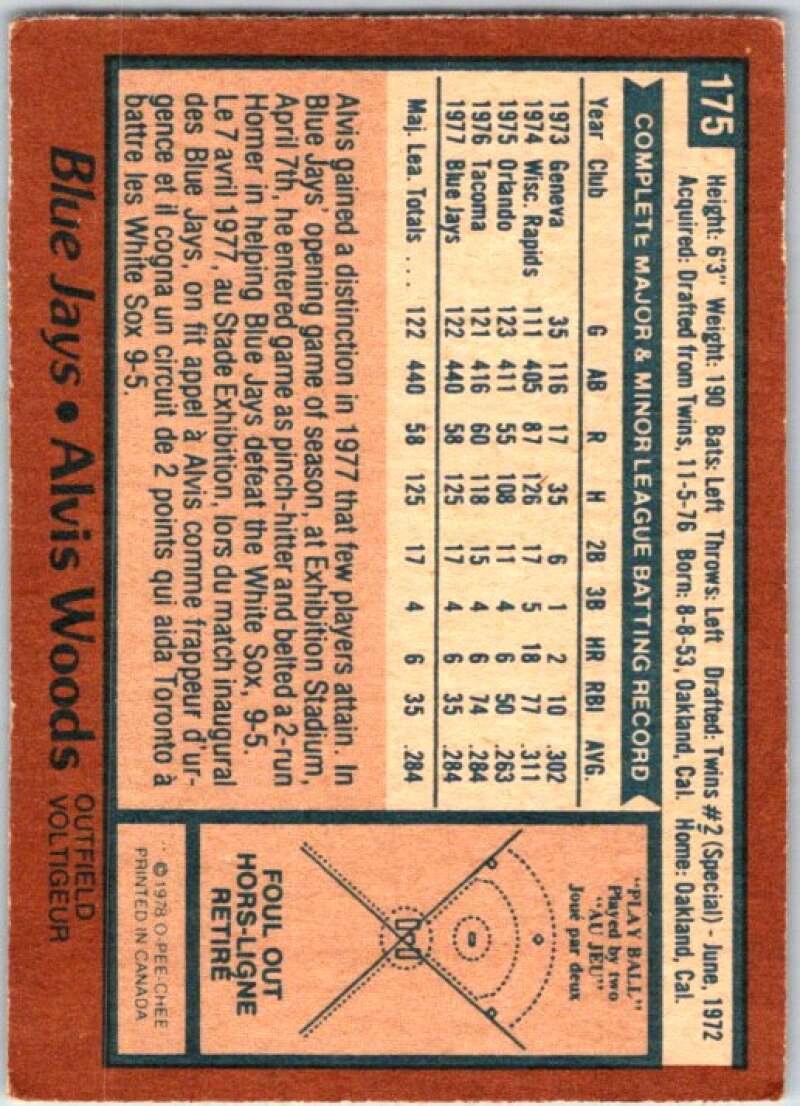 175
Height: 6'3" Weight: 190 Bats: Left Throws: Left Drafted: Twins #2 (Special) - June, 1972
Acquired: Drafted from Twins, 11-5-76 Born: 8-8-53, Oakland, Cal. Home: Oakland, Cal.
COMPLETE MAJOR & MINOR LEAGUE BATTING RECORD
Year Club G AB R H 2B 3B HR RBI AVG.
1973 Geneva 35 116 17 35 6 1 2 10 .302
1974 Wisc. Rapids 111 405 87 126 17 5 18 77 .311
1975 Orlando 123 411 55 108 11 4 6 50 .263
1976 Tacoma 121 416 60 118 15 4 6 74 .284
1977 Blue Jays 122 440 58 125 17 4 6 35 .284
Maj. Lea. Totals ... 122 440 58 125 17 4 6 35 .284
Alvis gained a distinction in 1977 that few players attain. In
Blue Jays' opening game of season, at Exhibition Stadium,
April 7th, he entered game as pinch-hitter and belted a 2-run
Homer in helping Blue Jays defeat the White Sox, 9-5.
Le 7 avril 1977, au Stade Exhibition, lors du match inaugural
des Blue Jays, on fit appel à Alvis comme frappeur d'ur-
gence et il cogna un circuit de 2 points qui aida Toronto à
battre les White Sox 9-5.
"PLAY BALL"
Played by two
"AU JEU"
Joué par deux
FOUL OUT
HORS-LIGNE
RETIRÉ
© 1978 O-PEE-CHEE
PRINTED IN CANADA
Blue Jays • Alvis Woods OUTFIELD
VOLTIGEUR